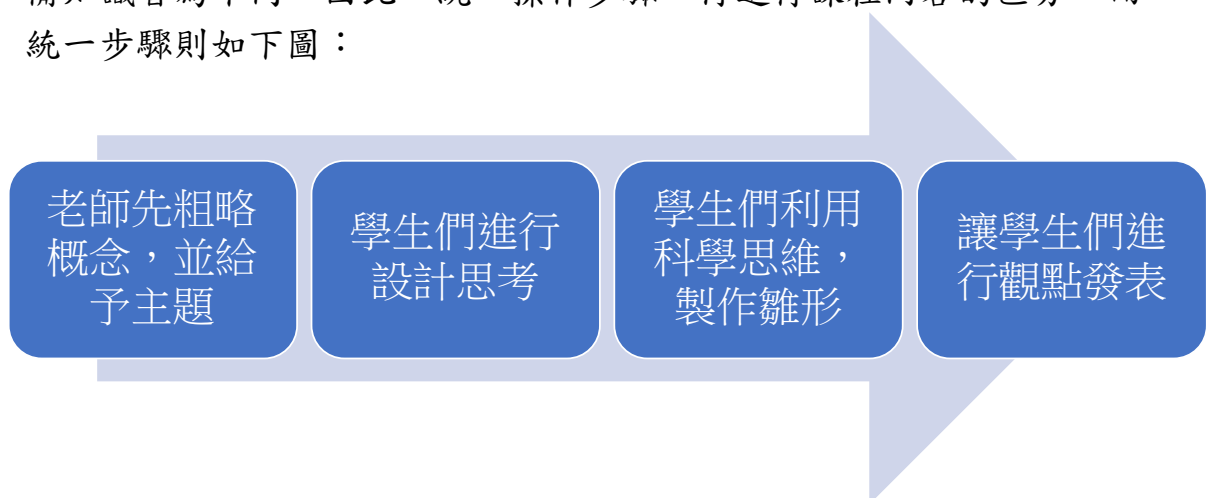 統一步驟則如下圖：
老師先粗略
概念，並給
予主題
學生們進行
設計思考
學生們利用
科學思維，
製作雛形
讓學生們進
行觀點發表